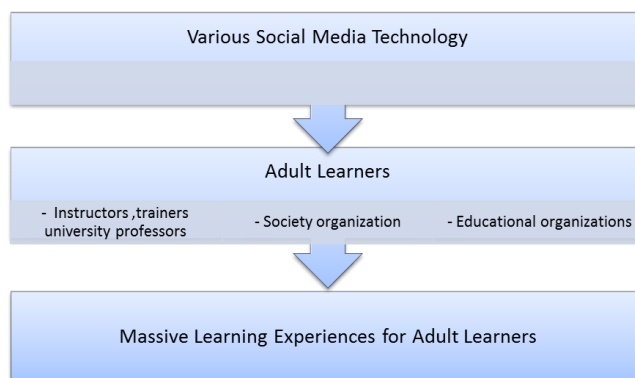 Various Social Media Technology
Adult Learners
- Instructors ,trainers
university professors
- Society organization
- Educational organizations
Massive Learning Experiences for Adult Learners